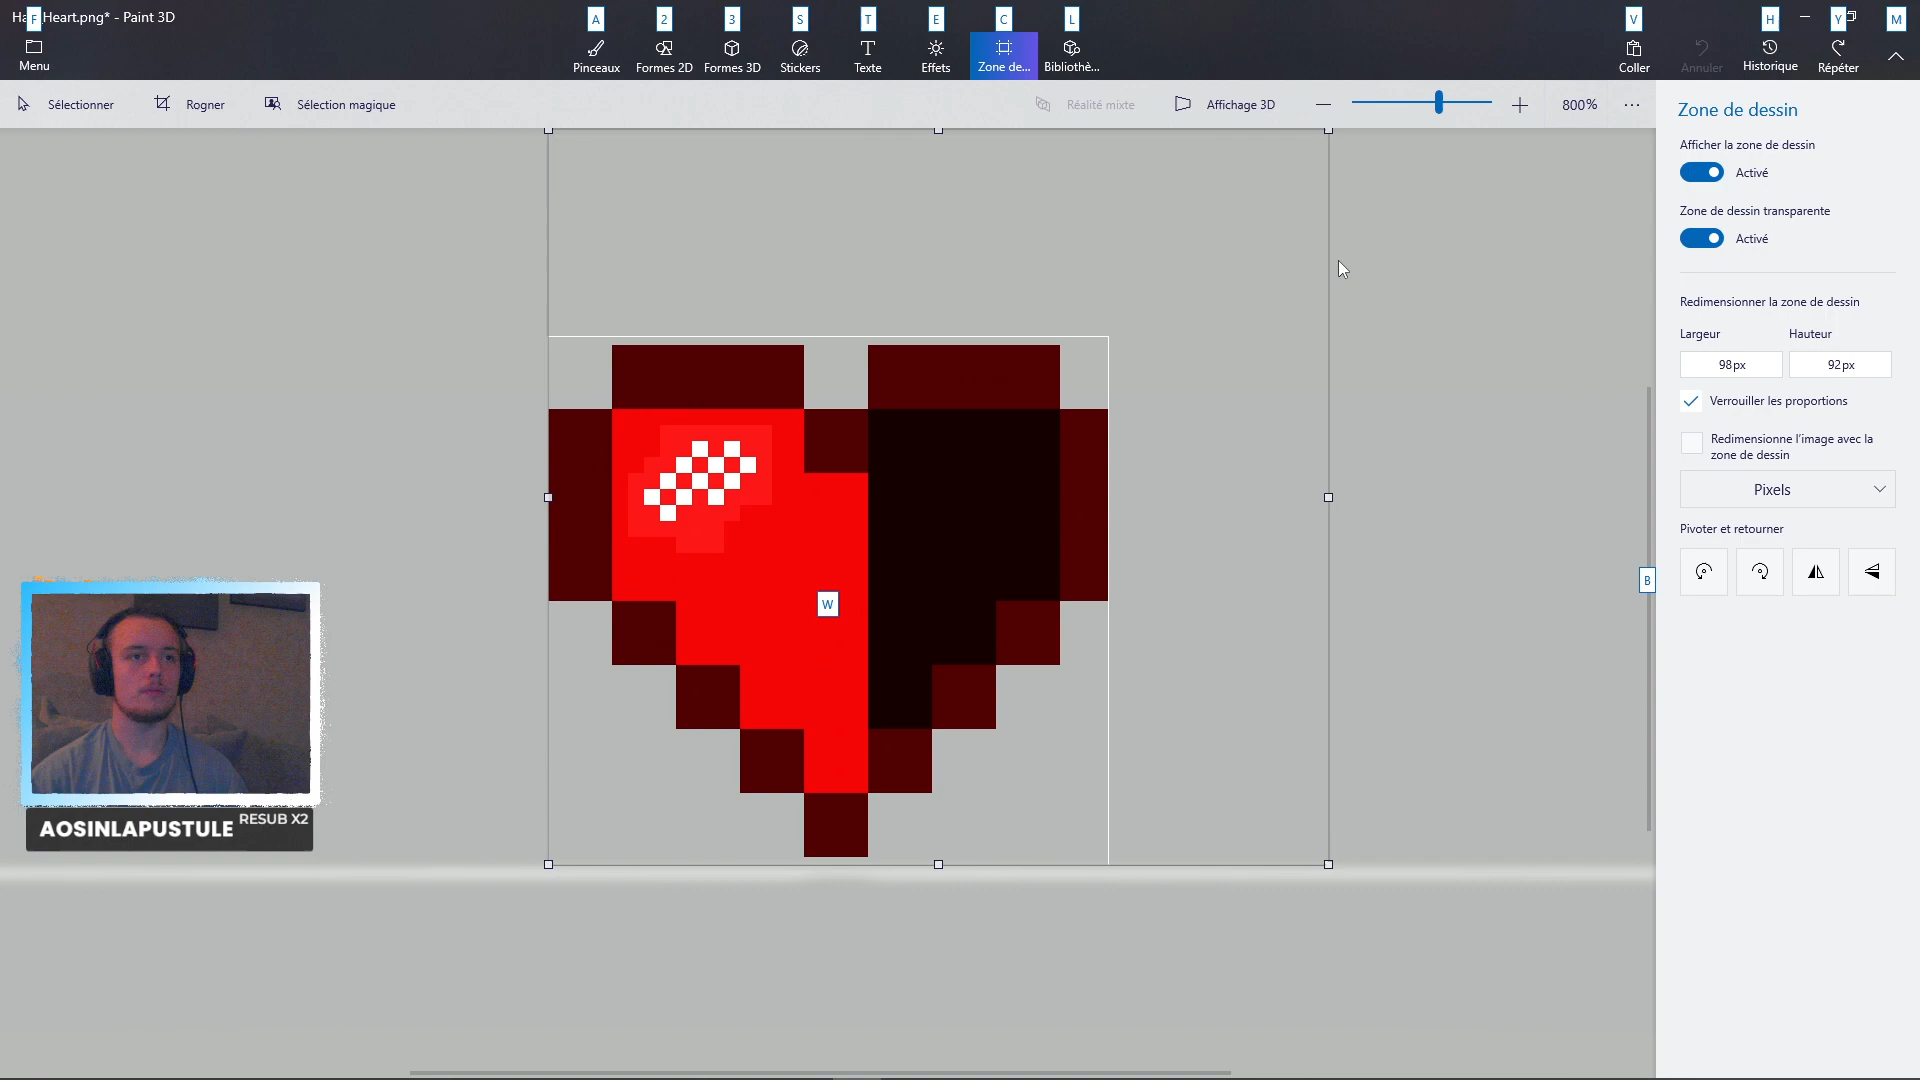 Ha
F
Heart.png* - Paint 3D
A
2
3
S
T
E
C
L
V
H
Y
M
Menu
Pinceaux
Formes 2D
Formes 3D
Stickers
Texte
Effets
Zone de...
Bibliothè...
Coller
Annuler
Historique
Répéter
Sélectionner
Rogner
Sélection magique
Réalité mixte
Affichage 3D
800%
Zone de dessin
Afficher la zone de dessin
Activé
Zone de dessin transparente
Activé
Redimensionner la zone de dessin
Largeur
Hauteur
98px
92px
Verrouiller les proportions
Redimensionne l'image avec la
zone de dessin
Pixels
Pivoter et retourner
B
W
AOSINLAPUSTULE RESUB X2